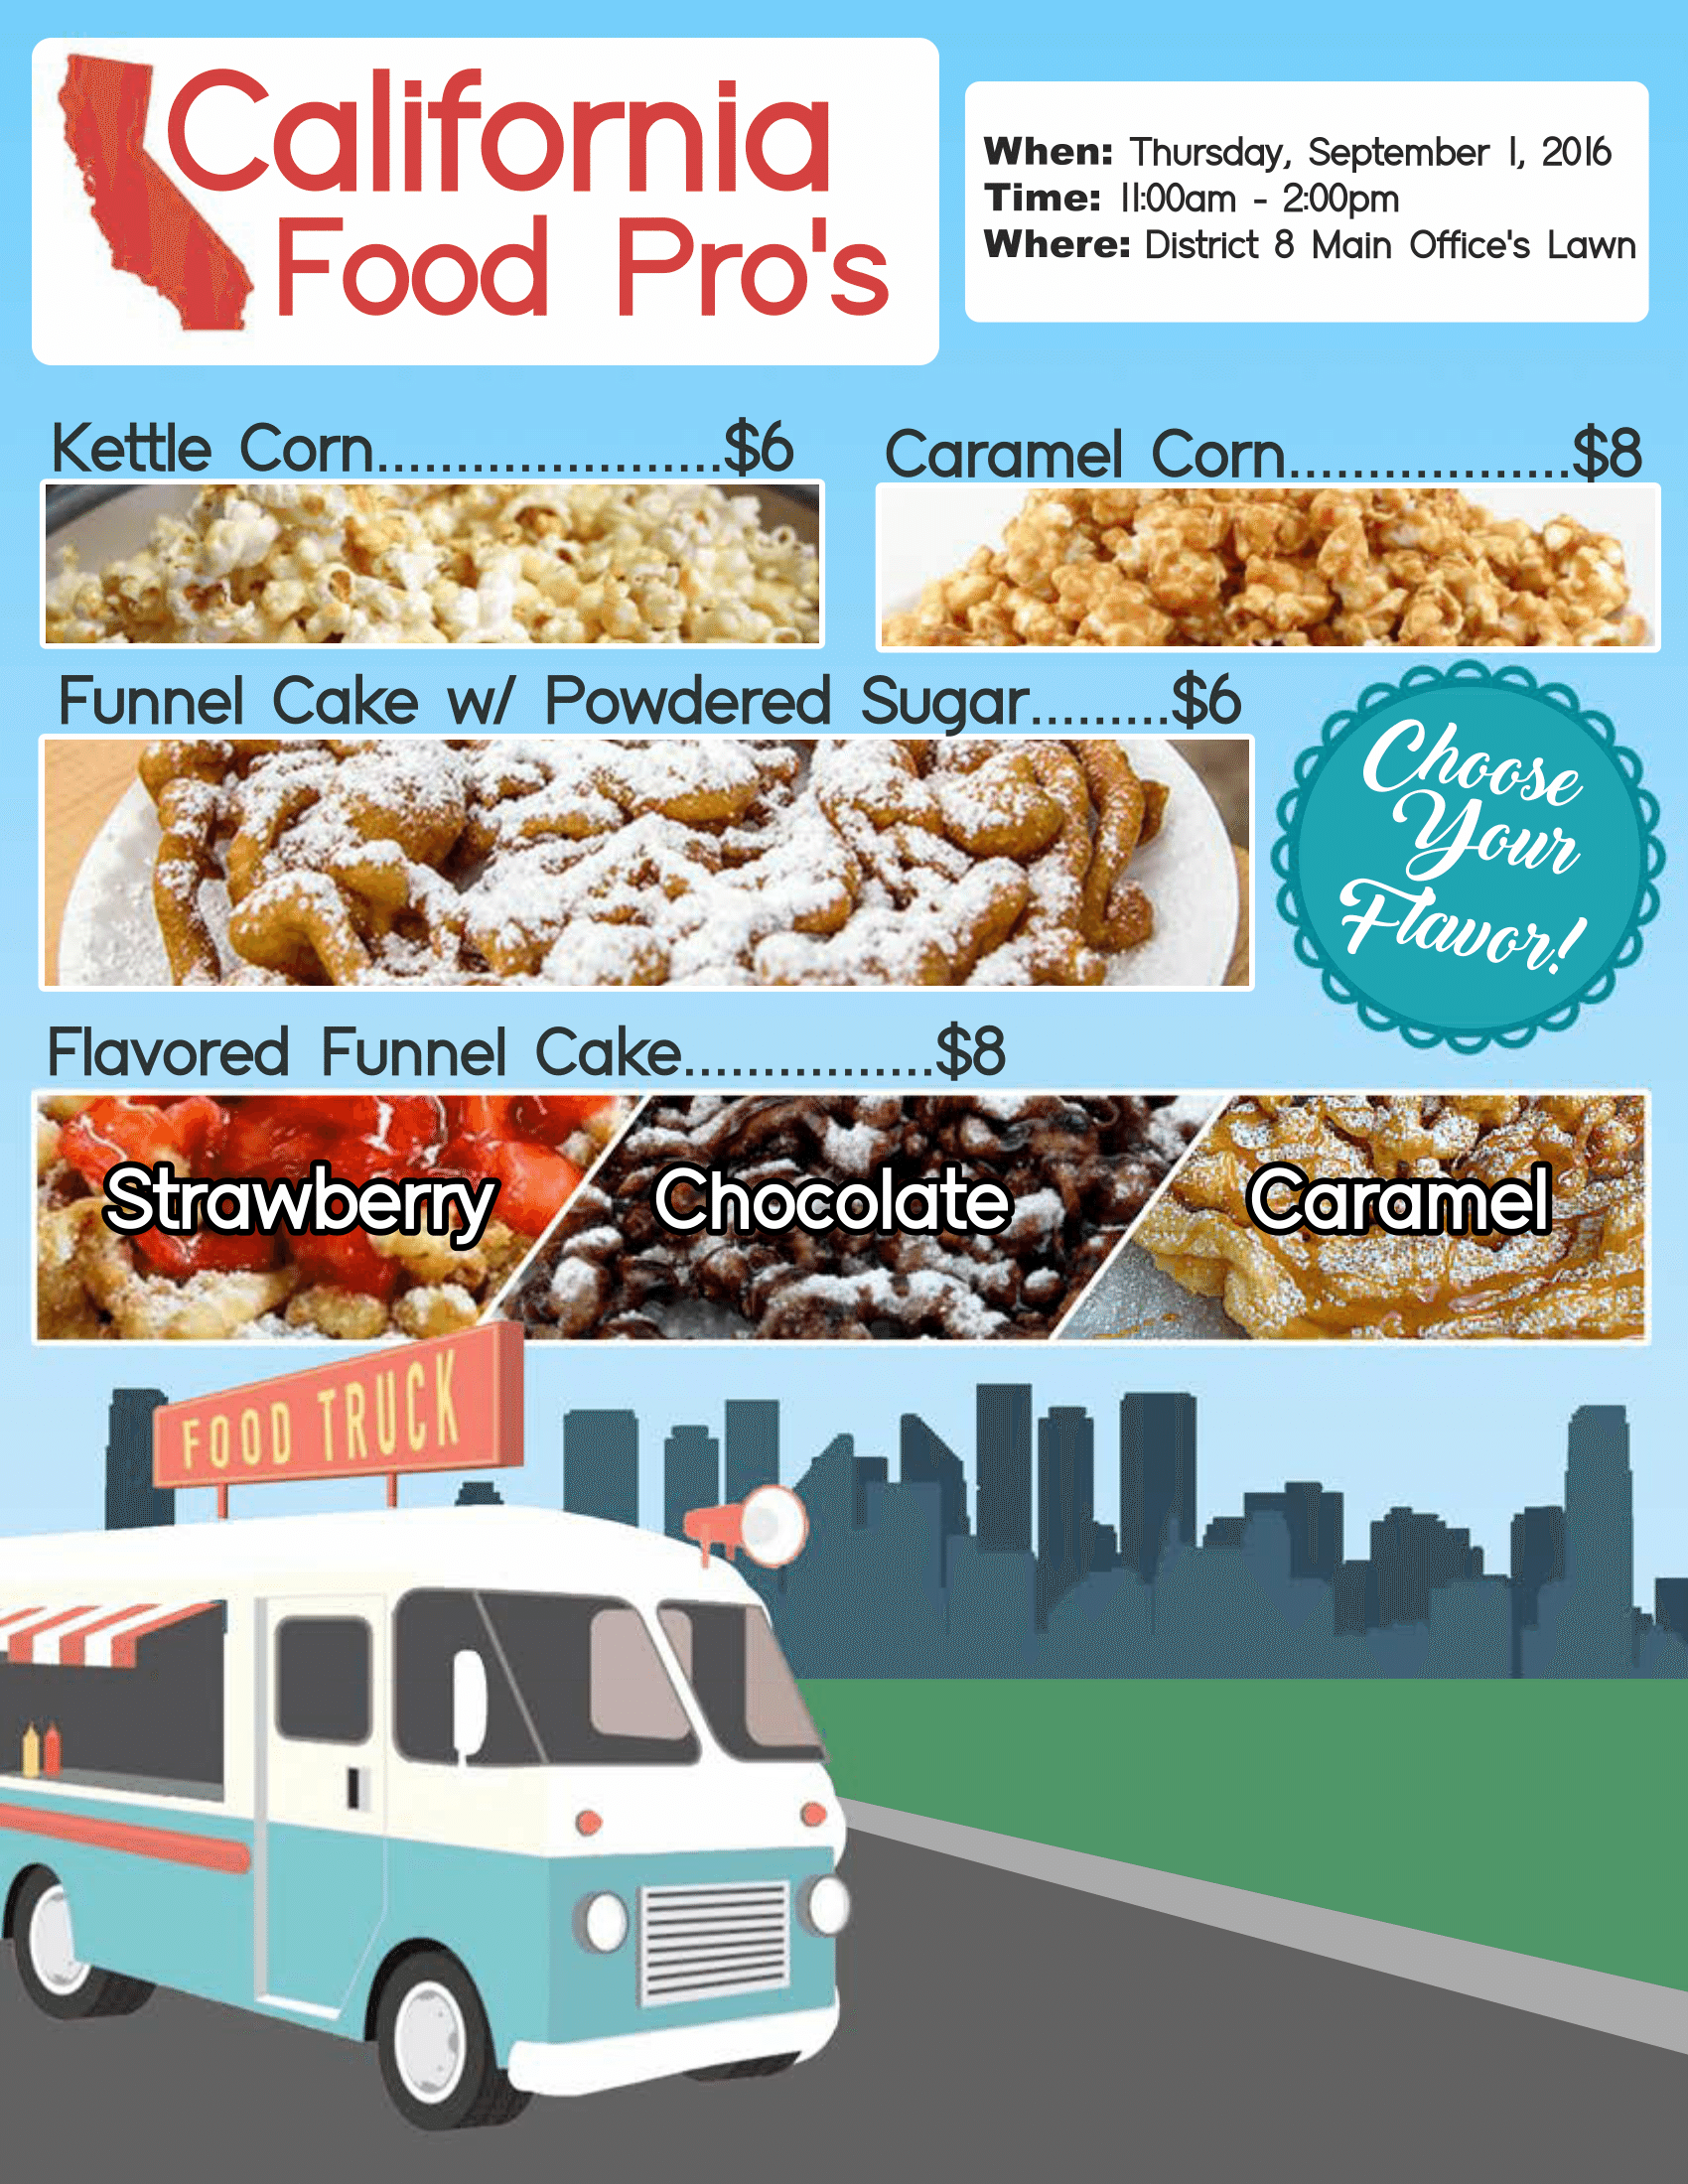 California
Food Pro's
When: Thursday, September 1, 2016
Time: 11:00am - 2:00pm
Where: District 8 Main Office's Lawn
Kettle Corn......................$6
Caramel Corn..................$8
Funnel Cake w/ Powdered Sugar.........$6
Choose
Your
Flavor!
Flavored Funnel Cake................$8
Strawberry
Chocolate
Caramel
FOOD TRUCK